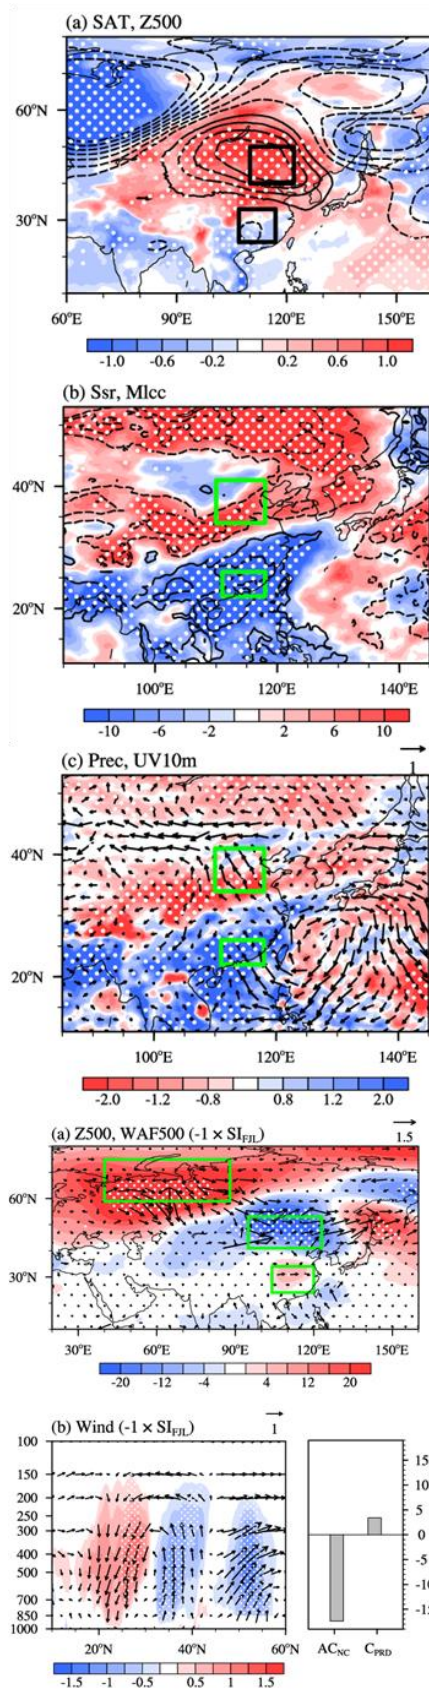 (a) SAT, Z500
60°N
30°N
60°E 90°E 120°E 150°E
-1.0 -0.6 -0.2 0.2 0.6 1.0
(b) Ssr, Mlcc
40°N
20°N
100°E 120°E 140°E
-10 -6 -2 2 6 10
(c) Prec, UV10m 1
40°N
20°N
100°E 120°E 140°E
-2.0 -1.2 -0.8 0.8 1.2 2.0
(a) Z500, WAF500 (-1 × SI_FJL) 1.5
60°N
30°N
20°E 30°E 60°E 90°E 120°E 150°E
-20 -12 -4 4 12 20
(b) Wind (-1 × SI_FJL) 1
100
150
200
250
300
400
500
700
850
1000
20°N 40°N 60°N
-1.5 -1 -0.5 0.5 1 1.5
15
10
5
0
-5
-10
-15
AC_NC C_PRD